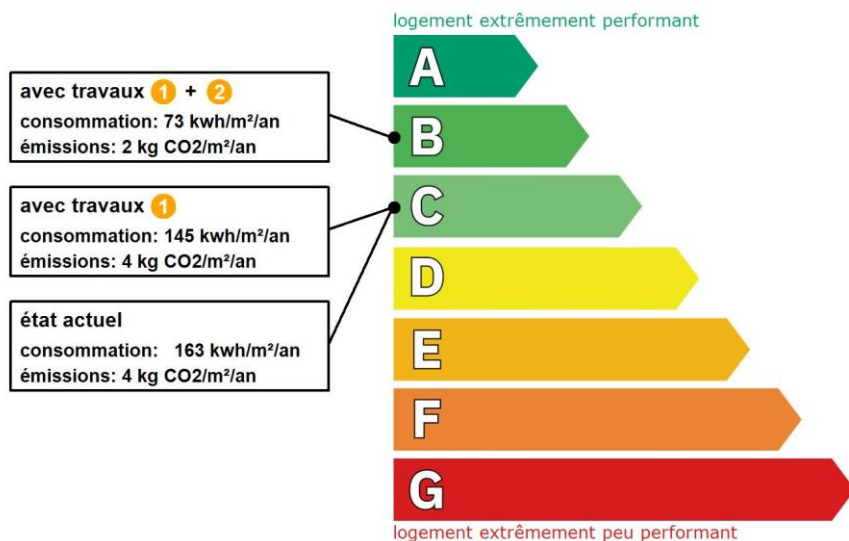 logement extrêmement performant
A
avec travaux 1 + 2
consommation: 73 kwh/m²/an
émissions: 2 kg CO2/m²/an
B
avec travaux 1
consommation: 145 kwh/m²/an
émissions: 4 kg CO2/m²/an
C
état actuel
consommation: 163 kwh/m²/an
émissions: 4 kg CO2/m²/an
D
E
F
G
logement extrêmement peu performant